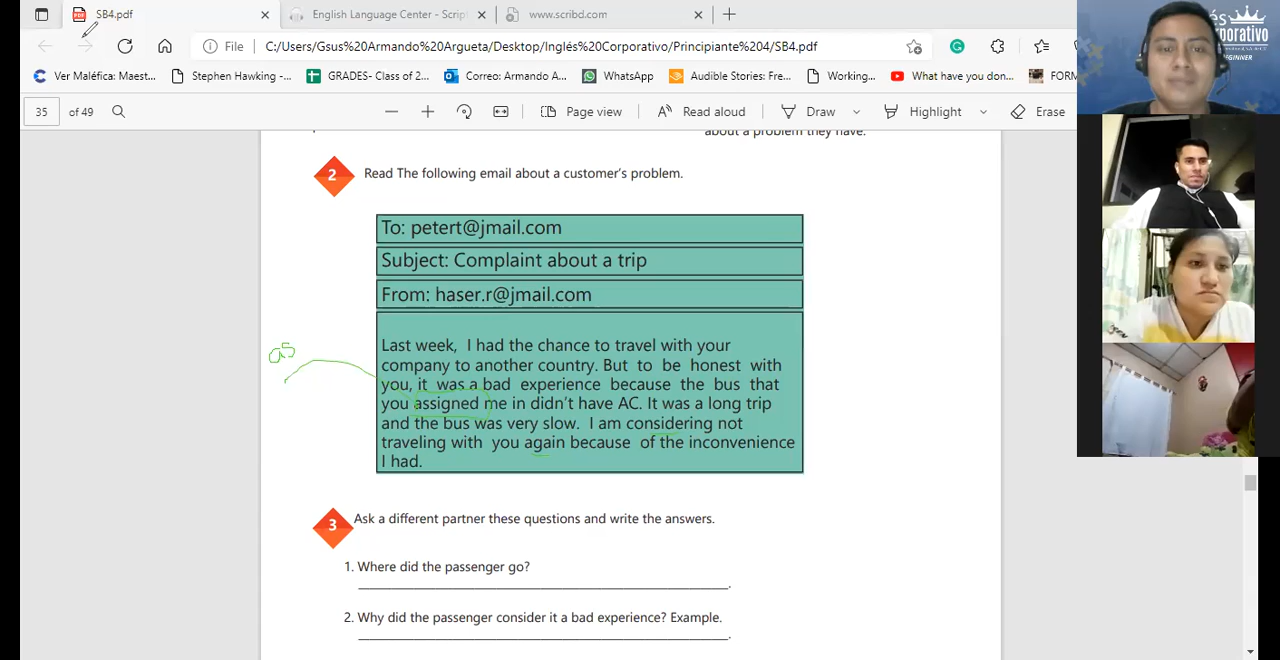 SB4.pdf
English Language Center - Script
www.scribd.com
File
C:/Users/Gsus%20Armando%20Argueta/Desktop/Inglés%20Corporativo/Principiante%204/SB4.pdf
Ver Maléfica: Maest...
Stephen Hawking -...
GRADES- Class of 2...
Correo: Armando A...
WhatsApp
Audible Stories: Fre...
Working...
What have you don...
FORM
35 of 49
Page view
Read aloud
Draw
Highlight
Erase
about a problem they have.
2
Read The following email about a customer's problem.
To: petert@jmail.com
Subject: Complaint about a trip
From: haser.r@jmail.com
Last week, I had the chance to travel with your
company to another country. But to be honest with
you, it was a bad experience because the bus that
you assigned me in didn't have AC. It was a long trip
and the bus was very slow. I am considering not
traveling with you again because of the inconvenience
I had.
3
Ask a different partner these questions and write the answers.
1. Where did the passenger go?
2. Why did the passenger consider it a bad experience? Example.